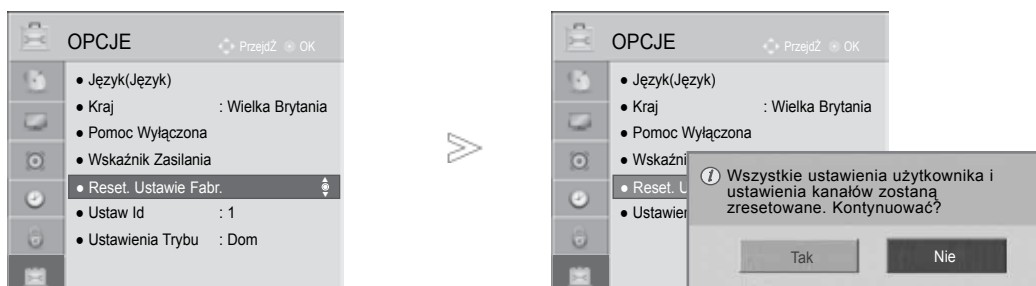 OPCJE
PrzejdŹ OK
● Język(Język)
● Kraj : Wielka Brytania
● Pomoc Wyłączona
● Wskaźnik Zasilania
● Reset. Ustawie Fabr.
● Ustaw Id : 1
● Ustawienia Trybu : Dom
OPCJE
PrzejdŹ OK
● Język(Język)
● Kraj : Wielka Brytania
● Pomoc Wyłączona
● Wskaźni
● Reset. U
● Ustawier
Wszystkie ustawienia użytkownika i
ustawienia kanałów zostaną
zresetowane. Kontynuować?
Tak
Nie